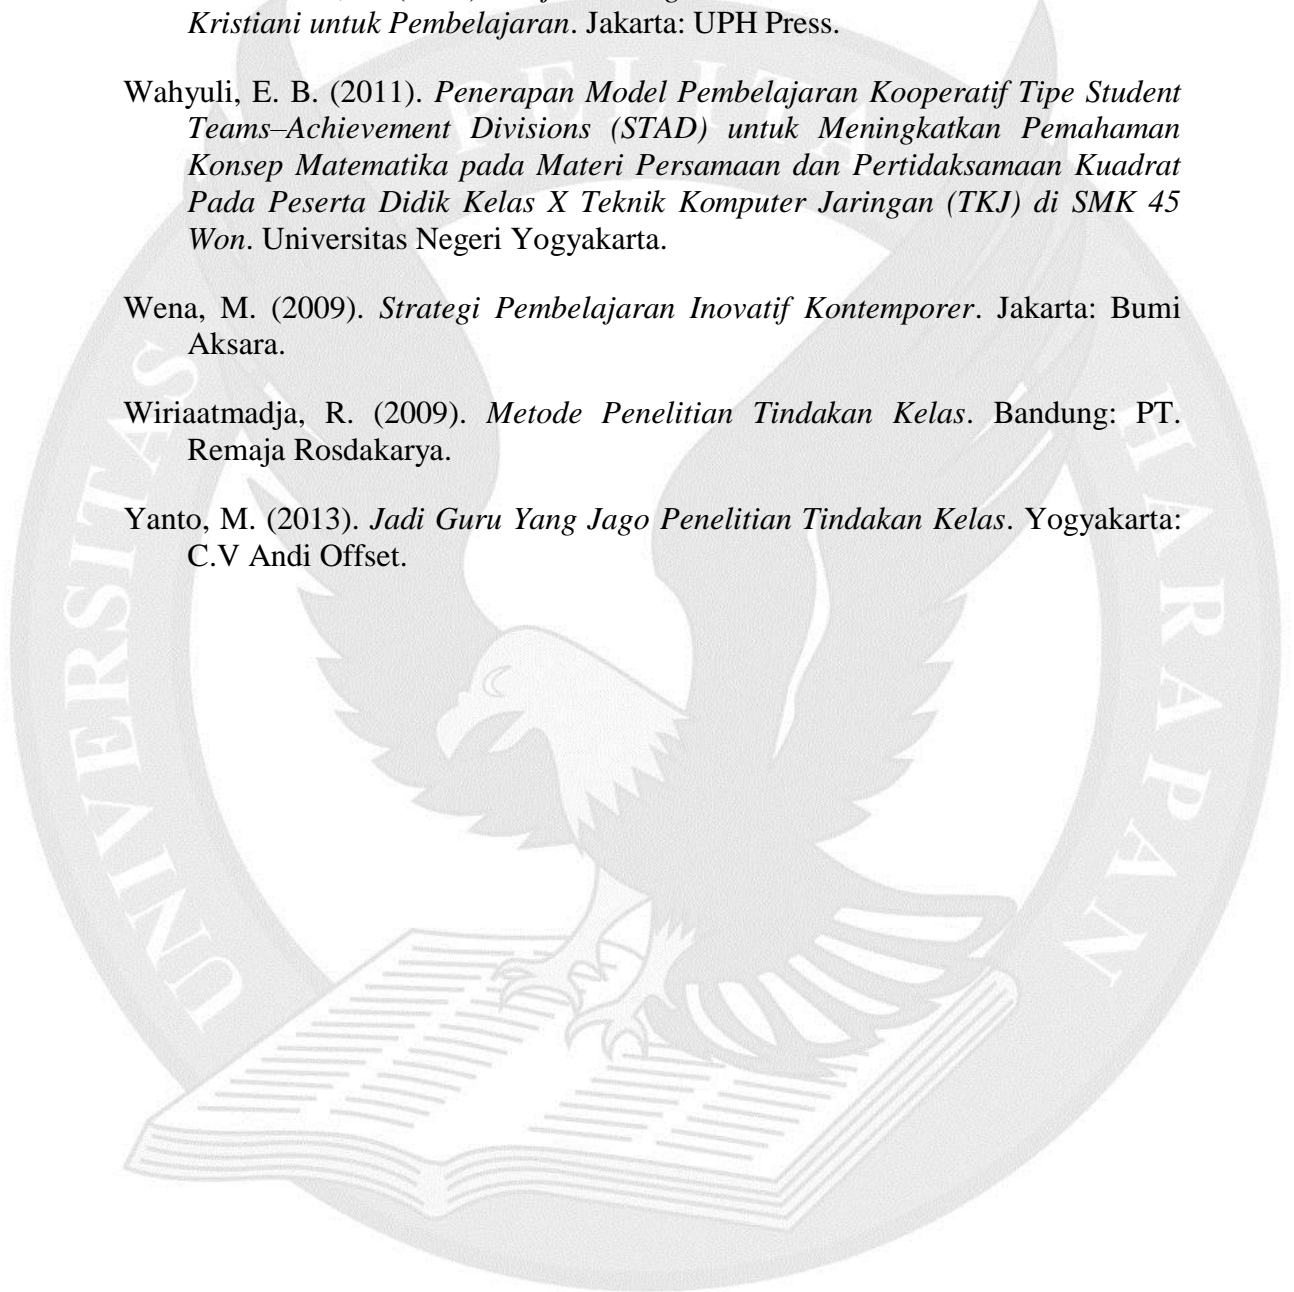 Kristiani untuk Pembelajaran. Jakarta: UPH Press.
Wahyuli, E. B. (2011). Penerapan Model Pembelajaran Kooperatif Tipe Student
Teams–Achievement Divisions (STAD) untuk Meningkatkan Pemahaman
Konsep Matematika pada Materi Persamaan dan Pertidaksamaan Kuadrat
Pada Peserta Didik Kelas X Teknik Komputer Jaringan (TKJ) di SMK 45
Won. Universitas Negeri Yogyakarta.
Wena, M. (2009). Strategi Pembelajaran Inovatif Kontemporer. Jakarta: Bumi
Aksara.
Wiriaatmadja, R. (2009). Metode Penelitian Tindakan Kelas. Bandung: PT.
Remaja Rosdakarya.
Yanto, M. (2013). Jadi Guru Yang Jago Penelitian Tindakan Kelas. Yogyakarta:
C.V Andi Offset.
UNIVERSITAS PELITA HARAPAN